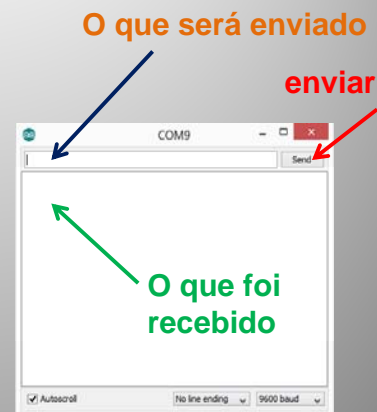 O que será enviado
enviar
COM9
Send
O que foi
recebido
Autoscroll
No line ending
9600 baud